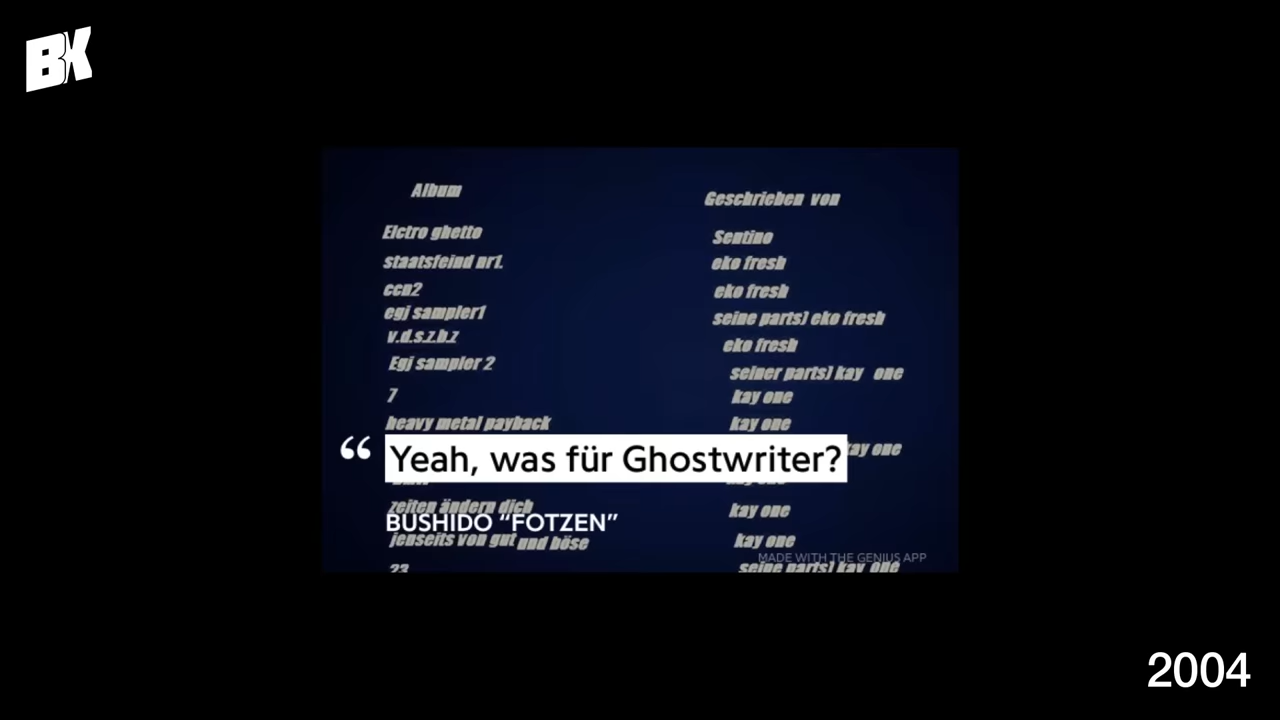 BK
Album Geschrieben von
Elctro ghetto Sentino
staatsfeind nr1. eko fresh
ccn2 eko fresh
egj sampler1 seine parts) eko fresh
v.d.s.z.b.z eko fresh
Egj sampler 2 seiner parts) kay one
7 kay one
heavy metal payback kay one
kay one
“ Yeah, was für Ghostwriter?
zeiten ändern dich kay one
BUSHIDO “FOTZEN”
jenseits von gut und böse kay one
MADE WITH THE GENIUS APP
23 seine parts) kay one
2004